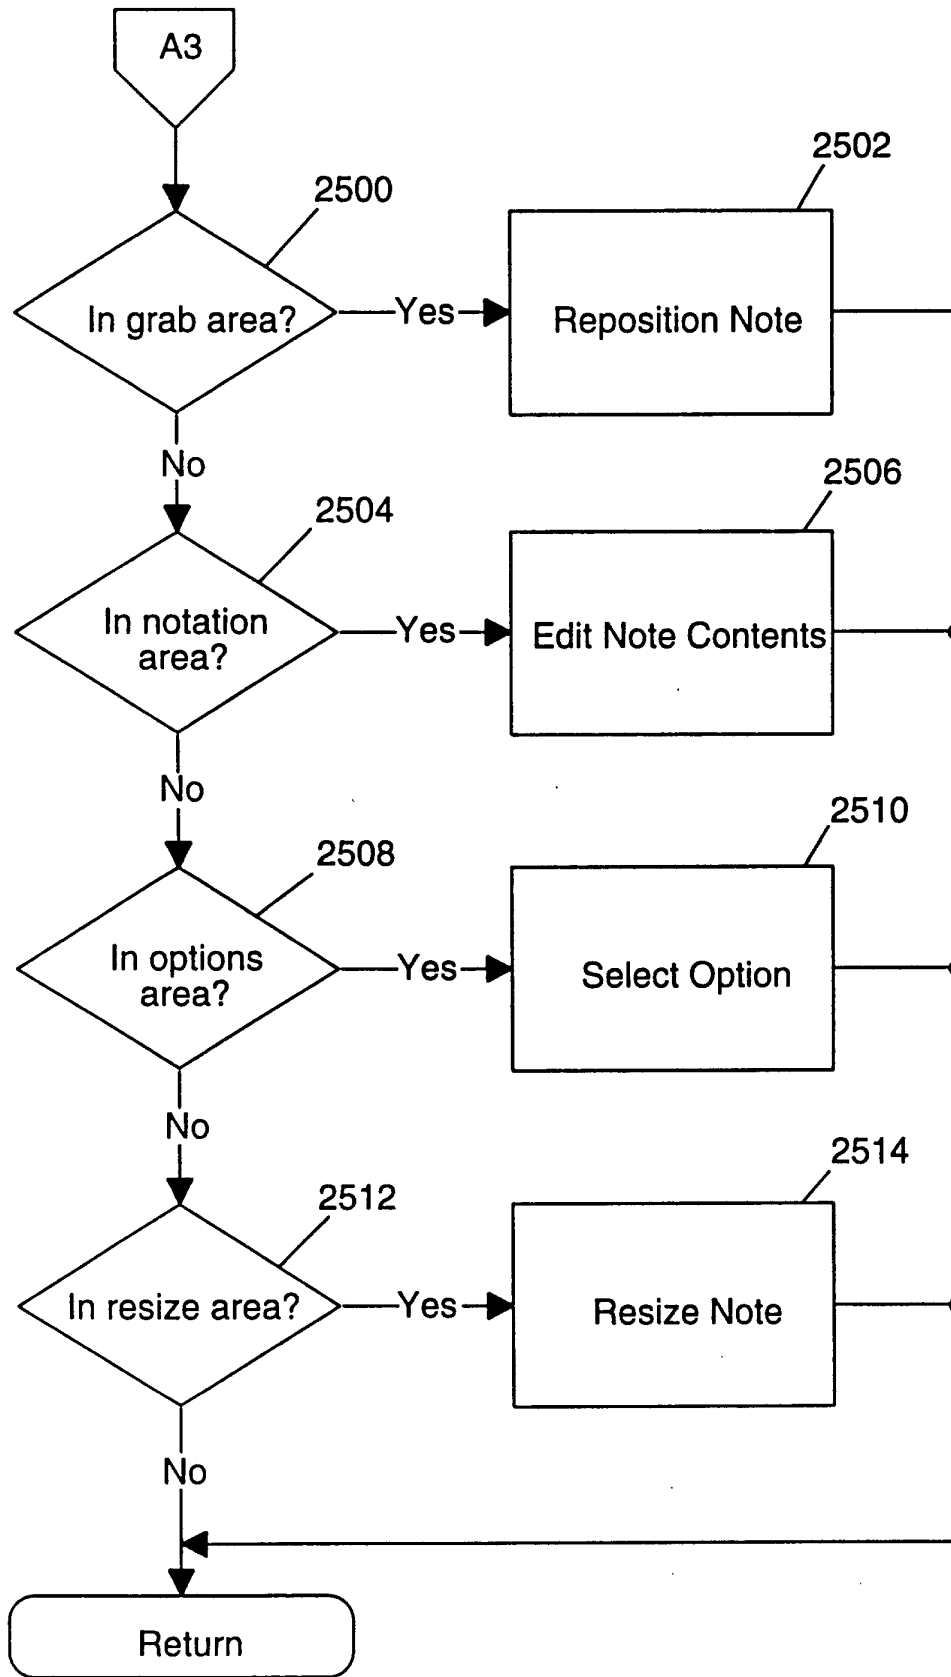 A3
2500
2502
In grab area?
Yes
Reposition Note
No
2504
2506
In notation
area?
Yes
Edit Note Contents
No
2508
2510
In options
area?
Yes
Select Option
No
2512
2514
In resize area?
Yes
Resize Note
No
Return